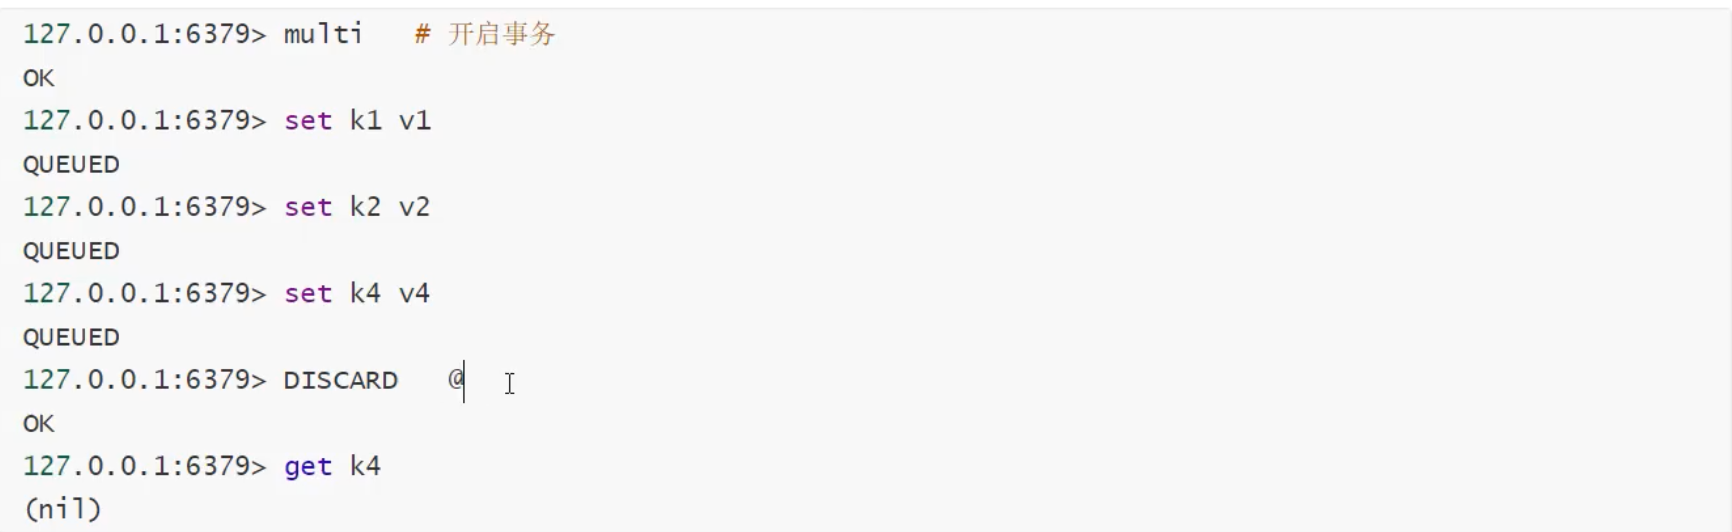 127.0.0.1:6379> multi   # 开启事务
OK
127.0.0.1:6379> set k1 v1
QUEUED
127.0.0.1:6379> set k2 v2
QUEUED
127.0.0.1:6379> set k4 v4
QUEUED
127.0.0.1:6379> DISCARD   @
OK
127.0.0.1:6379> get k4
(nil)